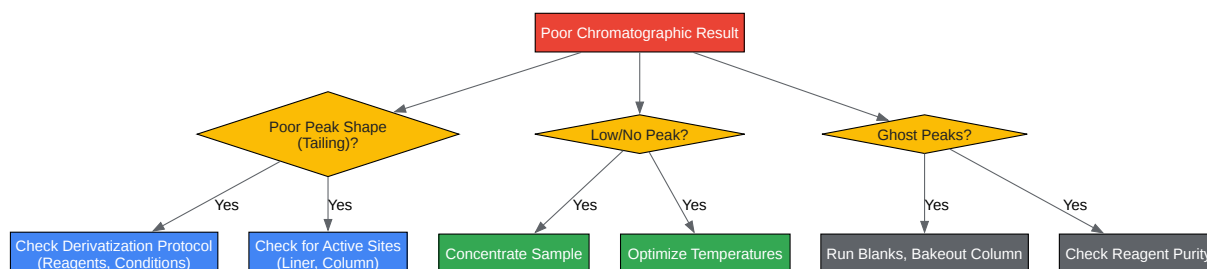 Poor Chromatographic Result
Poor Peak Shape
(Tailing)?
Low/No Peak?
Ghost Peaks?
Yes
Yes
Yes
Yes
Yes
Yes
Check Derivatization Protocol
(Reagents, Conditions)
Check for Active Sites
(Liner, Column)
Concentrate Sample
Optimize Temperatures
Run Blanks, Bakeout Column
Check Reagent Purity